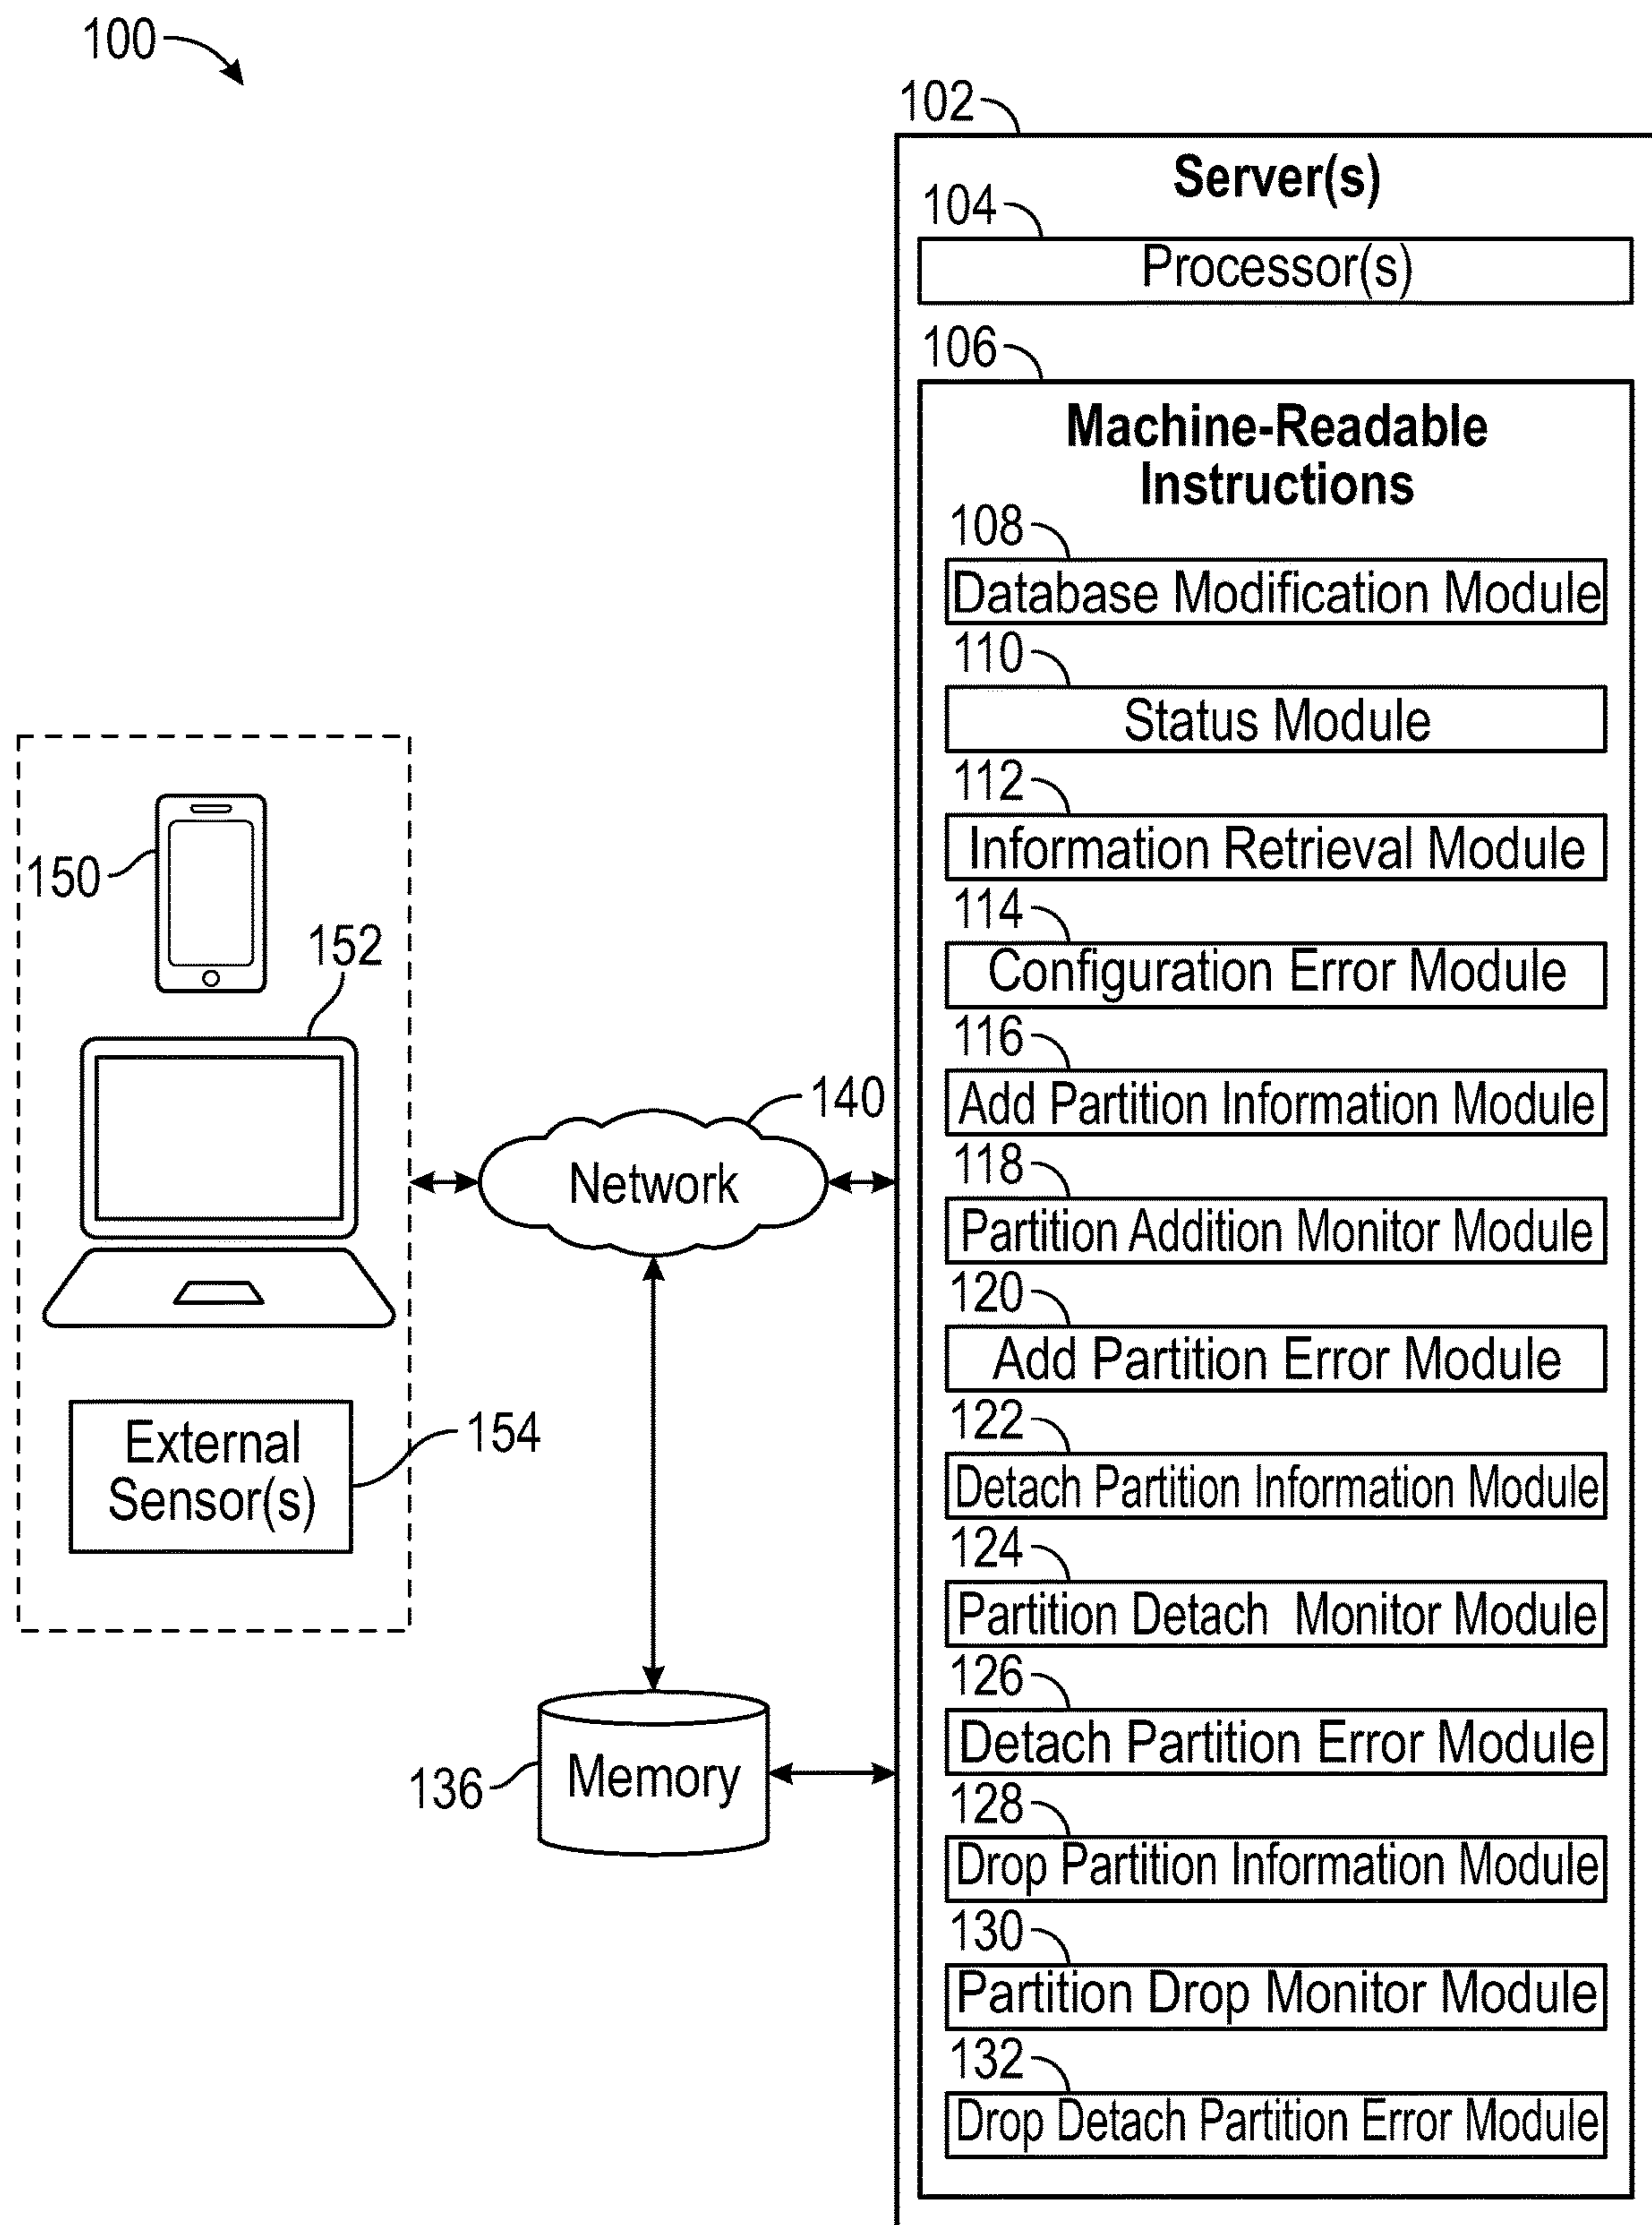 100
102
Server(s)
104
Processor(s)
106
Machine-Readable
Instructions
108
Database Modification Module
110
Status Module
112
Information Retrieval Module
114
Configuration Error Module
116
Add Partition Information Module
118
Partition Addition Monitor Module
120
Add Partition Error Module
122
Detach Partition Information Module
124
Partition Detach Monitor Module
126
Detach Partition Error Module
128
Drop Partition Information Module
130
Partition Drop Monitor Module
132
Drop Detach Partition Error Module
150
152
External
Sensor(s)
154
140
Network
136
Memory